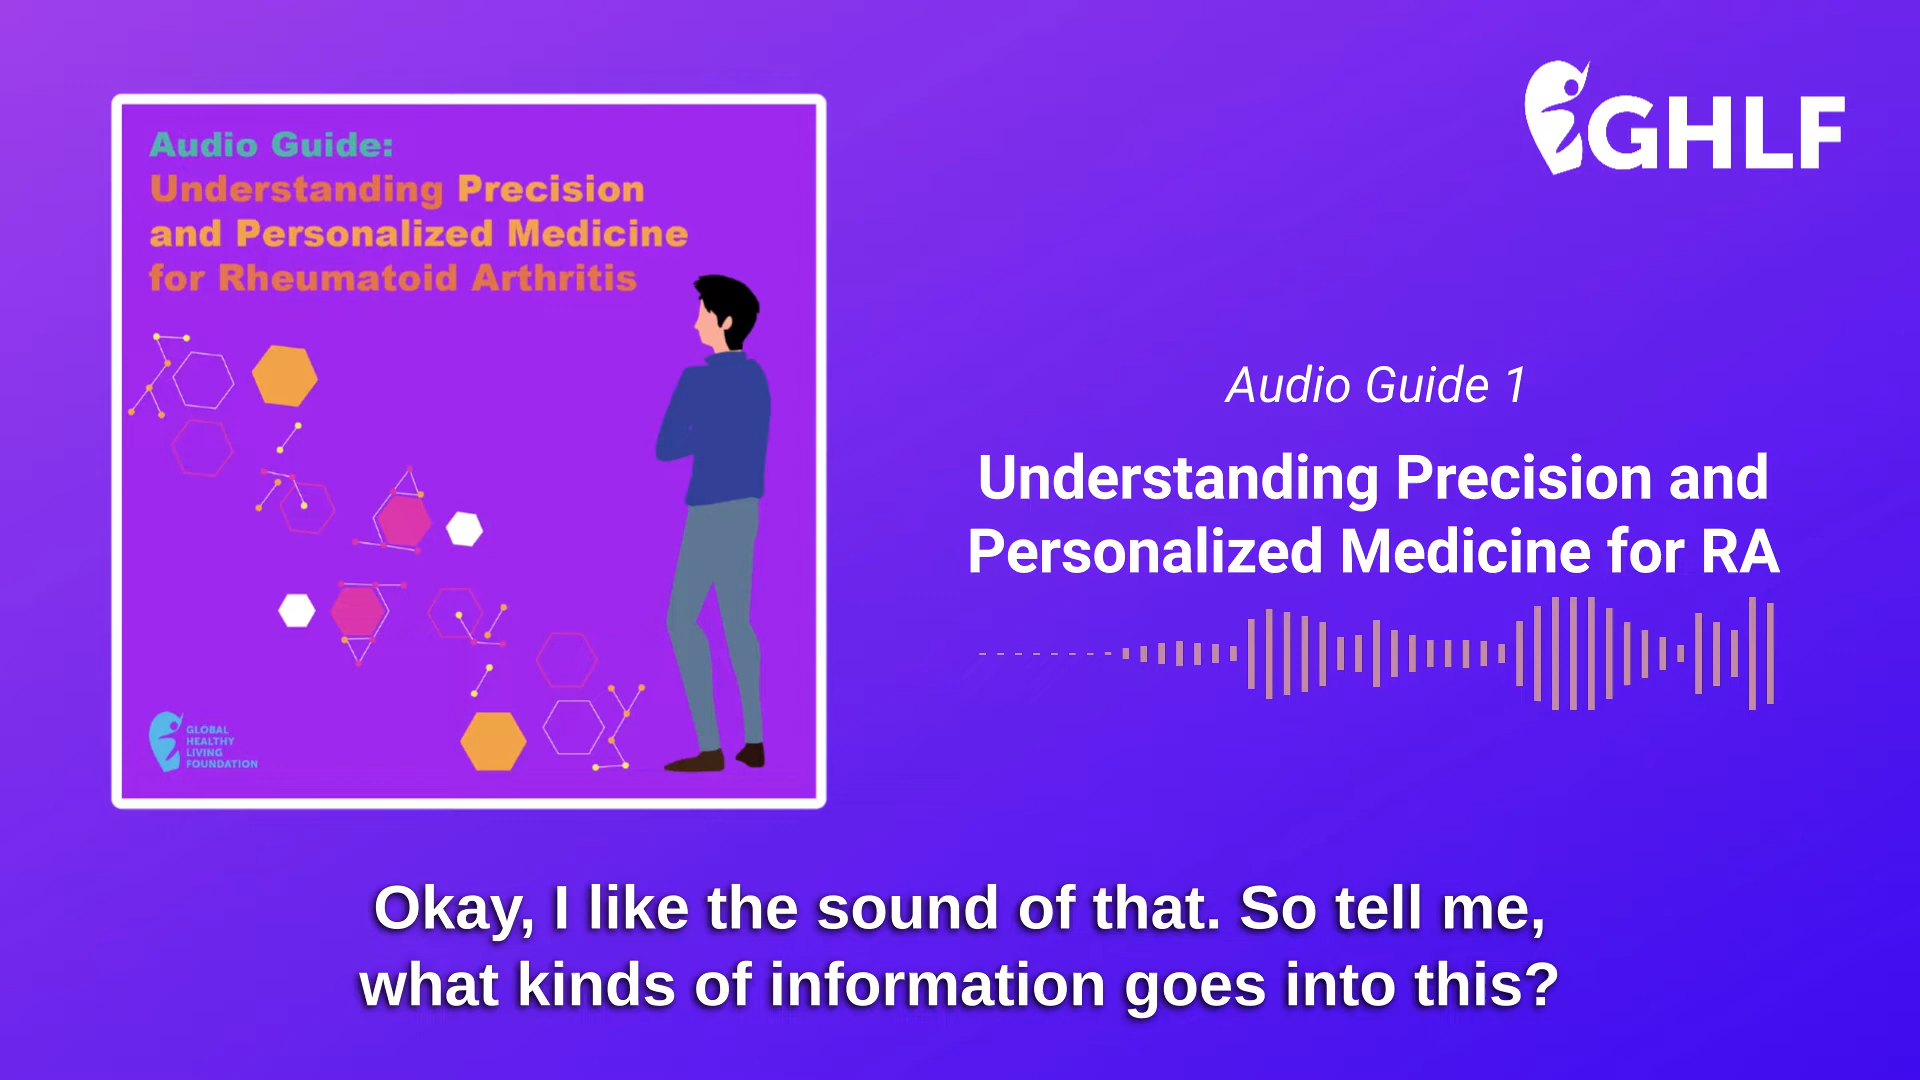 Audio Guide:
Understanding Precision
and Personalized Medicine
for Rheumatoid Arthritis
GLOBAL
HEALTHY
LIVING
FOUNDATION
GHLF
Audio Guide 1
Understanding Precision and
Personalized Medicine for RA
Okay, I like the sound of that. So tell me,
what kinds of information goes into this?